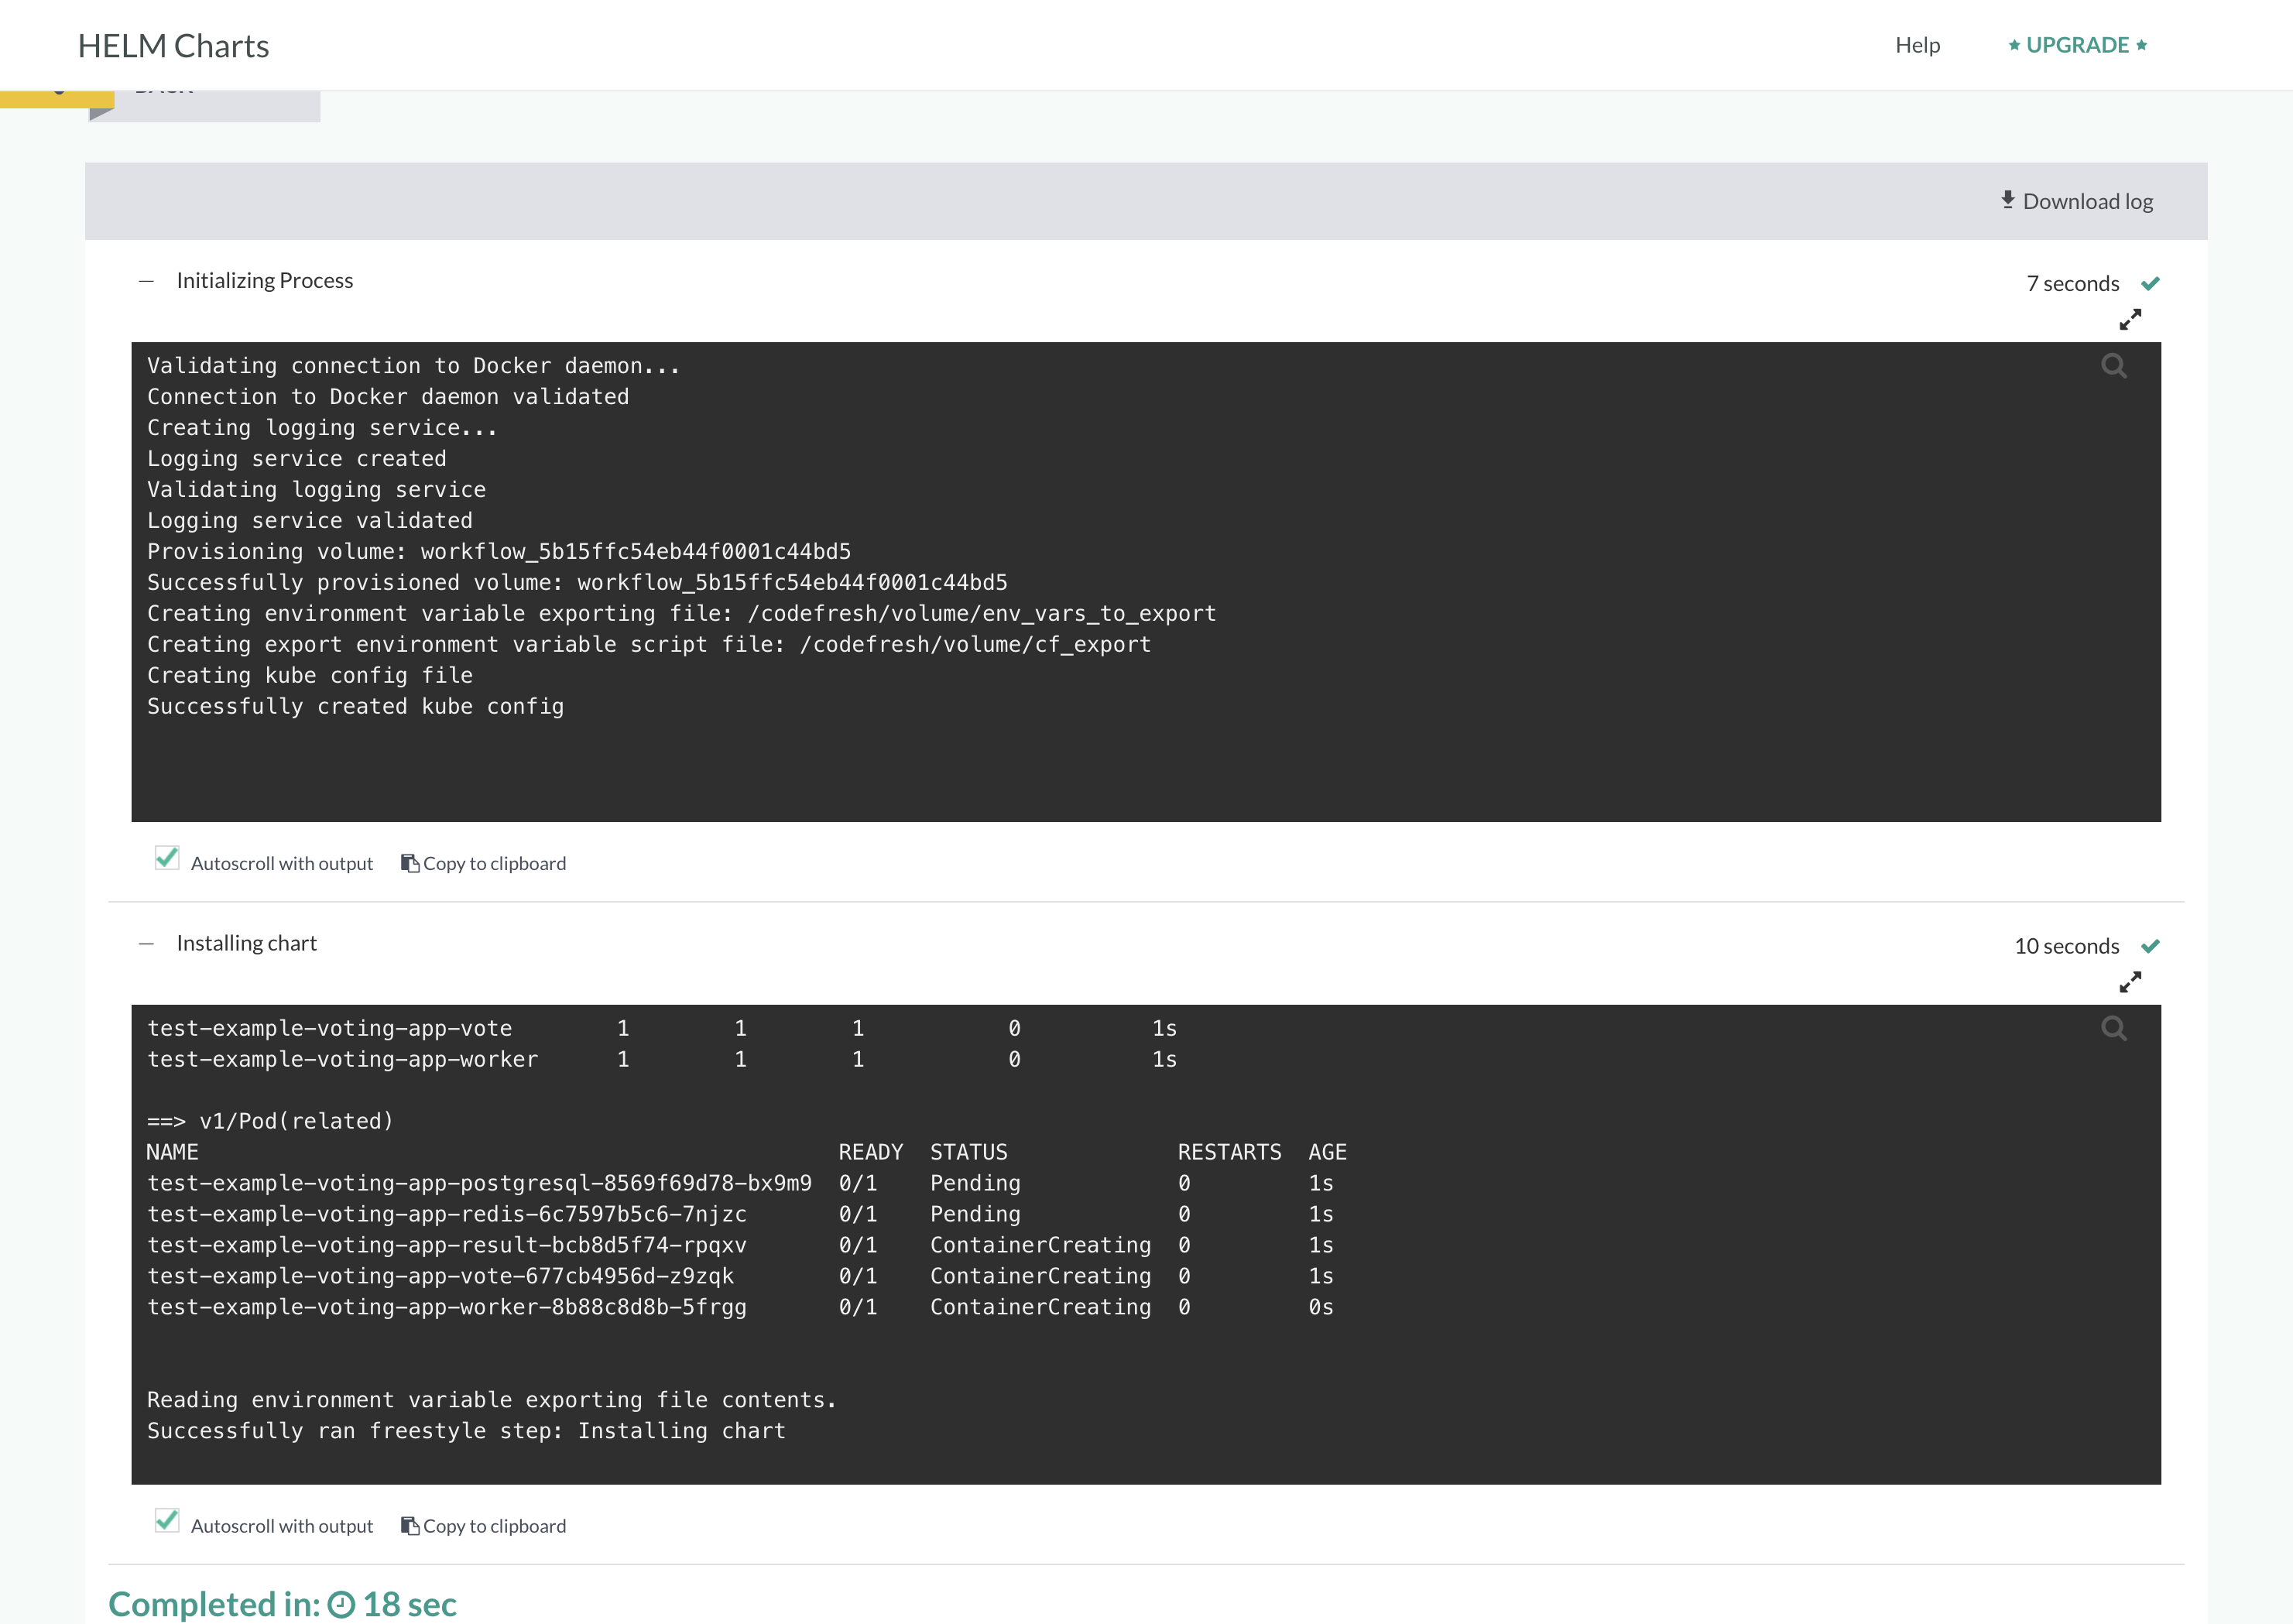 HELM Charts
Help
UPGRADE
Download log
Initializing Process
7 seconds
Validating connection to Docker daemon...
Connection to Docker daemon validated
Creating logging service...
Logging service created
Validating logging service
Logging service validated
Provisioning volume: workflow_5b15ffc54eb44f0001c44bd5
Successfully provisioned volume: workflow_5b15ffc54eb44f0001c44bd5
Creating environment variable exporting file: /codefresh/volume/env_vars_to_export
Creating export environment variable script file: /codefresh/volume/cf_export
Creating kube config file
Successfully created kube config
Autoscroll with output Copy to clipboard
Installing chart
10 seconds
test-example-voting-app-vote 1 1 1 0 1s
test-example-voting-app-worker 1 1 1 0 1s
==> v1/Pod(related)
NAME READY STATUS RESTARTS AGE
test-example-voting-app-postgresql-8569f69d78-bx9m9 0/1 Pending 0 1s
test-example-voting-app-redis-6c7597b5c6-7njzc 0/1 Pending 0 1s
test-example-voting-app-result-bcb8d5f74-rpqxv 0/1 ContainerCreating 0 1s
test-example-voting-app-vote-677cb4956d-z9zqk 0/1 ContainerCreating 0 1s
test-example-voting-app-worker-8b88c8d8b-5frgg 0/1 ContainerCreating 0 0s
Reading environment variable exporting file contents.
Successfully ran freestyle step: Installing chart
Autoscroll with output Copy to clipboard
Completed in: 18 sec